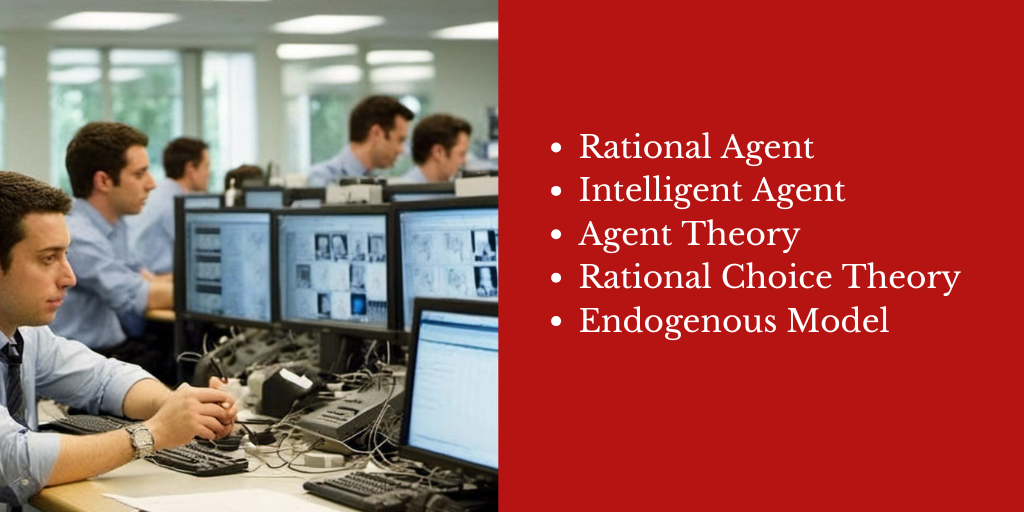 Rational Agent
Intelligent Agent
Agent Theory
Rational Choice Theory
Endogenous Model